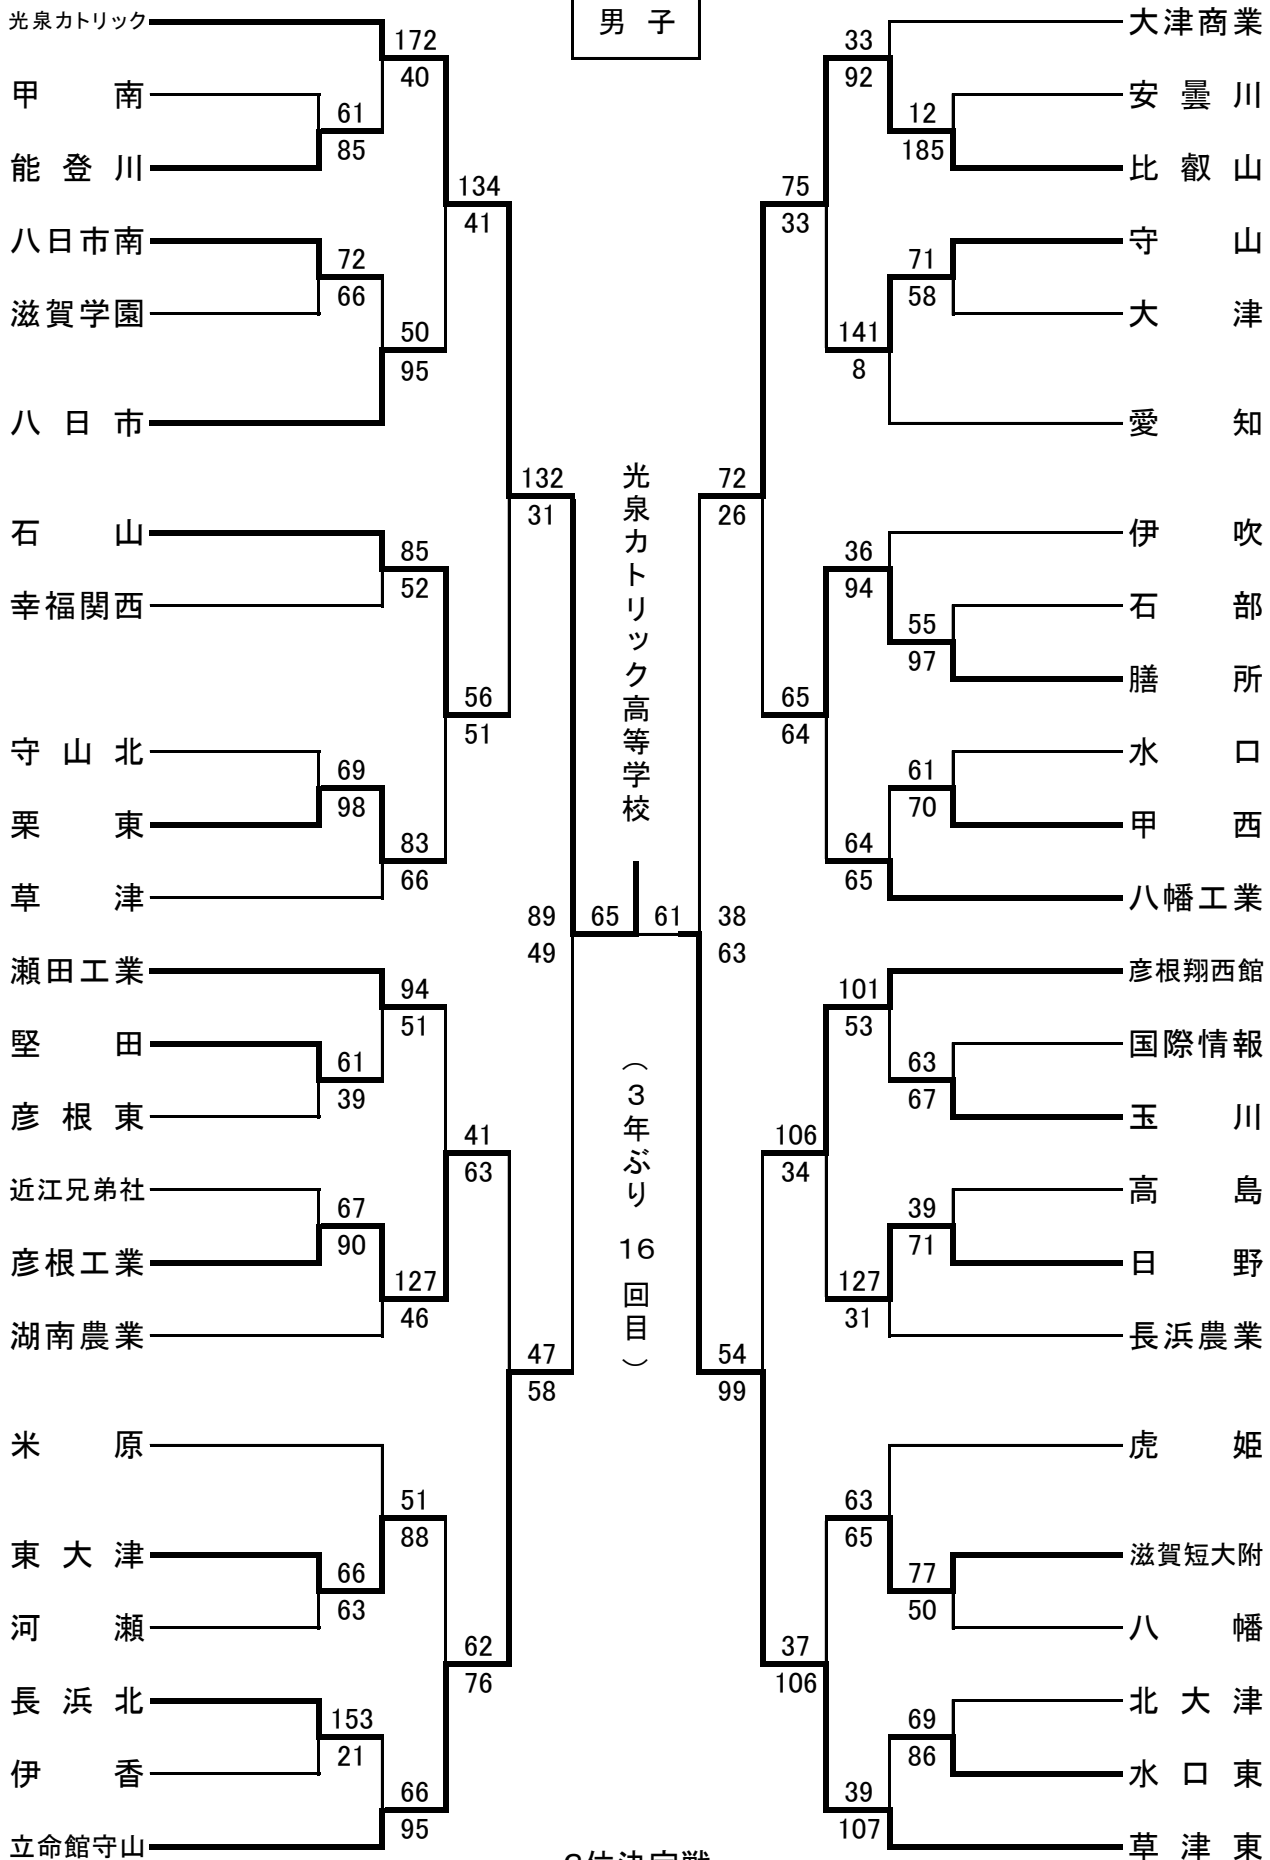 男子
光泉カトリック
甲南
能登川
八日市南
滋賀学園
八日市
石山
幸福関西
守山北
栗東
草津
瀬田工業
堅田
彦根東
近江兄弟社
彦根工業
湖南農業
米原
東大津
河瀬
長浜北
伊香
立命館守山
61
85
72
66
69
98
61
39
67
90
66
63
153
21
172
40
50
95
85
52
83
66
94
51
127
46
51
88
66
95
134
41
56
51
41
63
62
76
132
31
47
58
89
49
65
61
光泉カトリック高等学校
（3年ぶり 16回目）
38
63
72
26
54
99
75
33
65
64
106
34
37
106
33
92
141
8
36
94
64
65
101
53
127
31
63
65
39
107
12
185
71
58
55
97
61
70
63
67
39
71
77
50
69
86
大津商業
安曇川
比叡山
守山
大津
愛知
伊吹
石部
膳所
水口
甲西
八幡工業
彦根翔西館
国際情報
玉川
高島
日野
長浜農業
虎姫
滋賀短大附
八幡
北大津
水口東
草津東